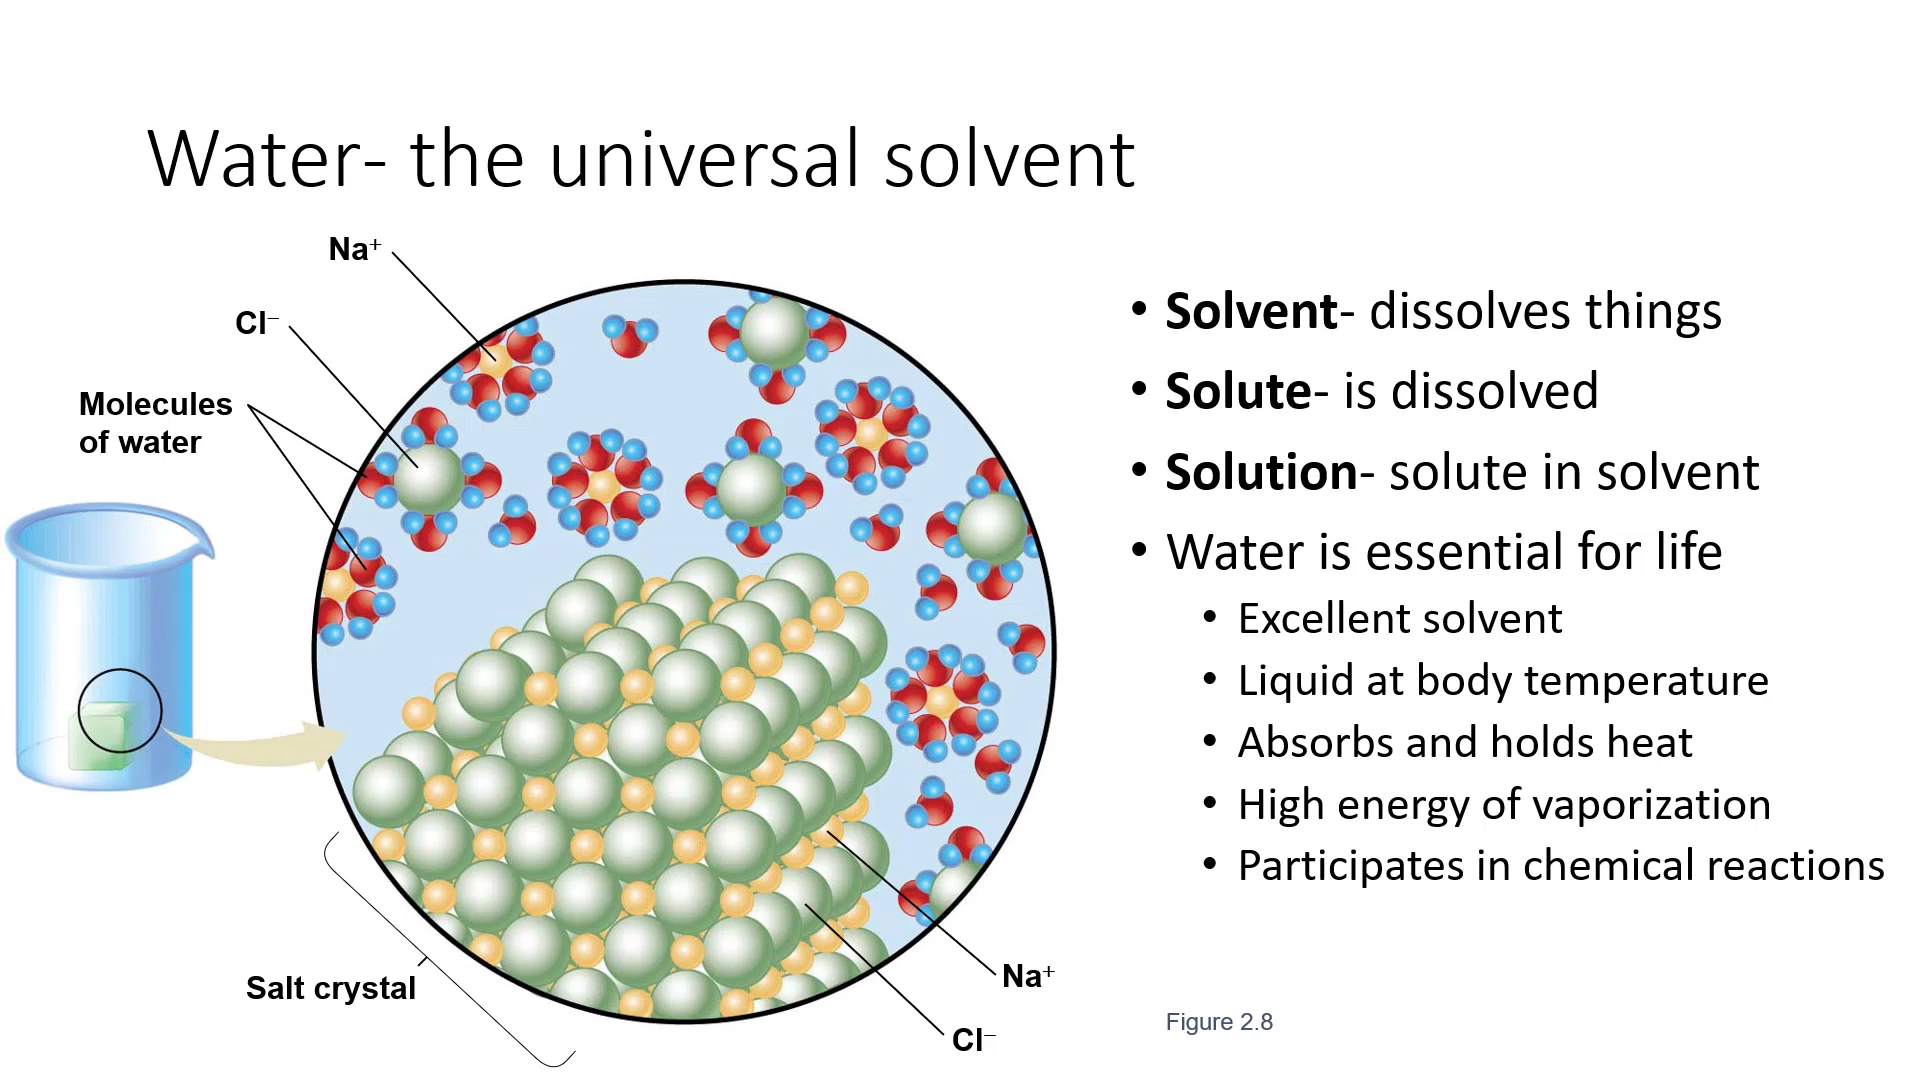 Water- the universal solvent
Na⁺
Cl⁻
Molecules
of water
Salt crystal
Na⁺
Cl⁻
• Solvent- dissolves things
• Solute- is dissolved
• Solution- solute in solvent
• Water is essential for life
• Excellent solvent
• Liquid at body temperature
• Absorbs and holds heat
• High energy of vaporization
• Participates in chemical reactions
Figure 2.8